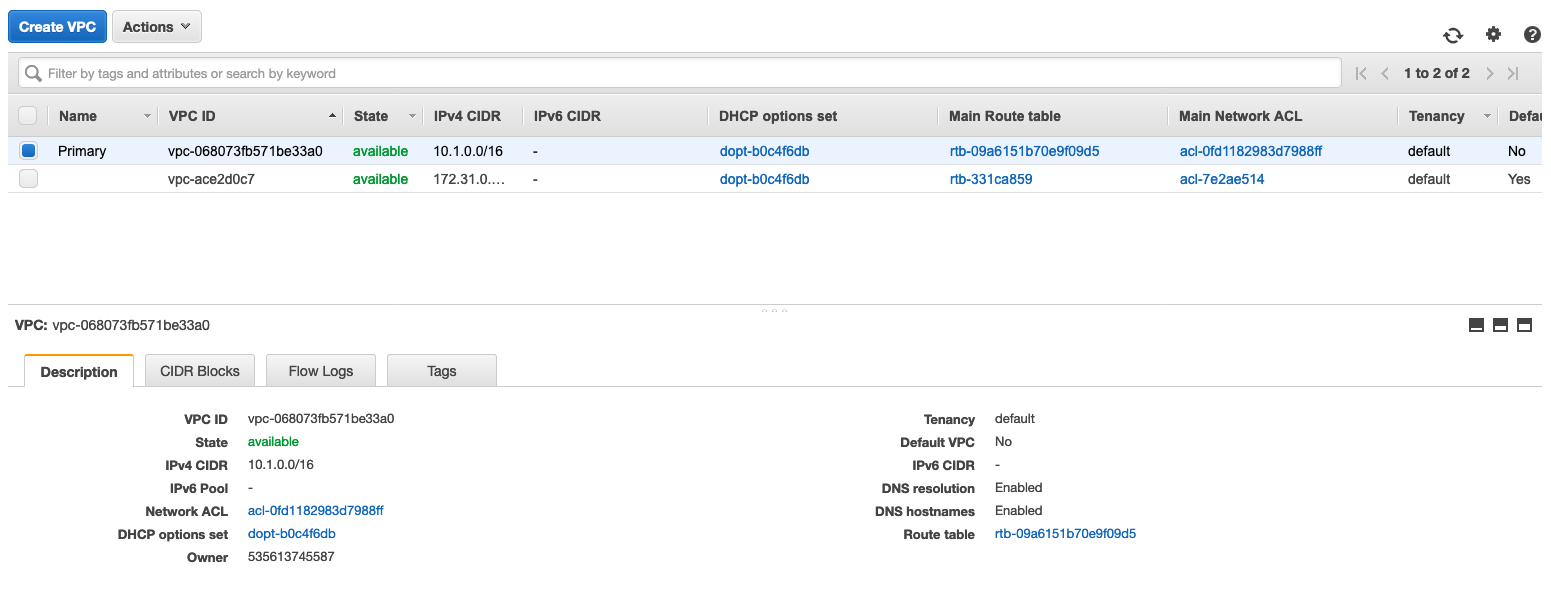 Create VPC Actions
Filter by tags and attributes or search by keyword 1 to 2 of 2
Name VPC ID State IPv4 CIDR IPv6 CIDR DHCP options set Main Route table Main Network ACL Tenancy Defau
Primary vpc-068073fb571be33a0 available 10.1.0.0/16 - dopt-b0c4f6db rtb-09a6151b70e9f09d5 acl-0fd1182983d7988ff default No
vpc-ace2d0c7 available 172.31.0.… - dopt-b0c4f6db rtb-331ca859 acl-7e2ae514 default Yes
VPC: vpc-068073fb571be33a0
Description CIDR Blocks Flow Logs Tags
VPC ID vpc-068073fb571be33a0 Tenancy default
State available Default VPC No
IPv4 CIDR 10.1.0.0/16 IPv6 CIDR -
IPv6 Pool - DNS resolution Enabled
Network ACL acl-0fd1182983d7988ff DNS hostnames Enabled
DHCP options set dopt-b0c4f6db Route table rtb-09a6151b70e9f09d5
Owner 535613745587